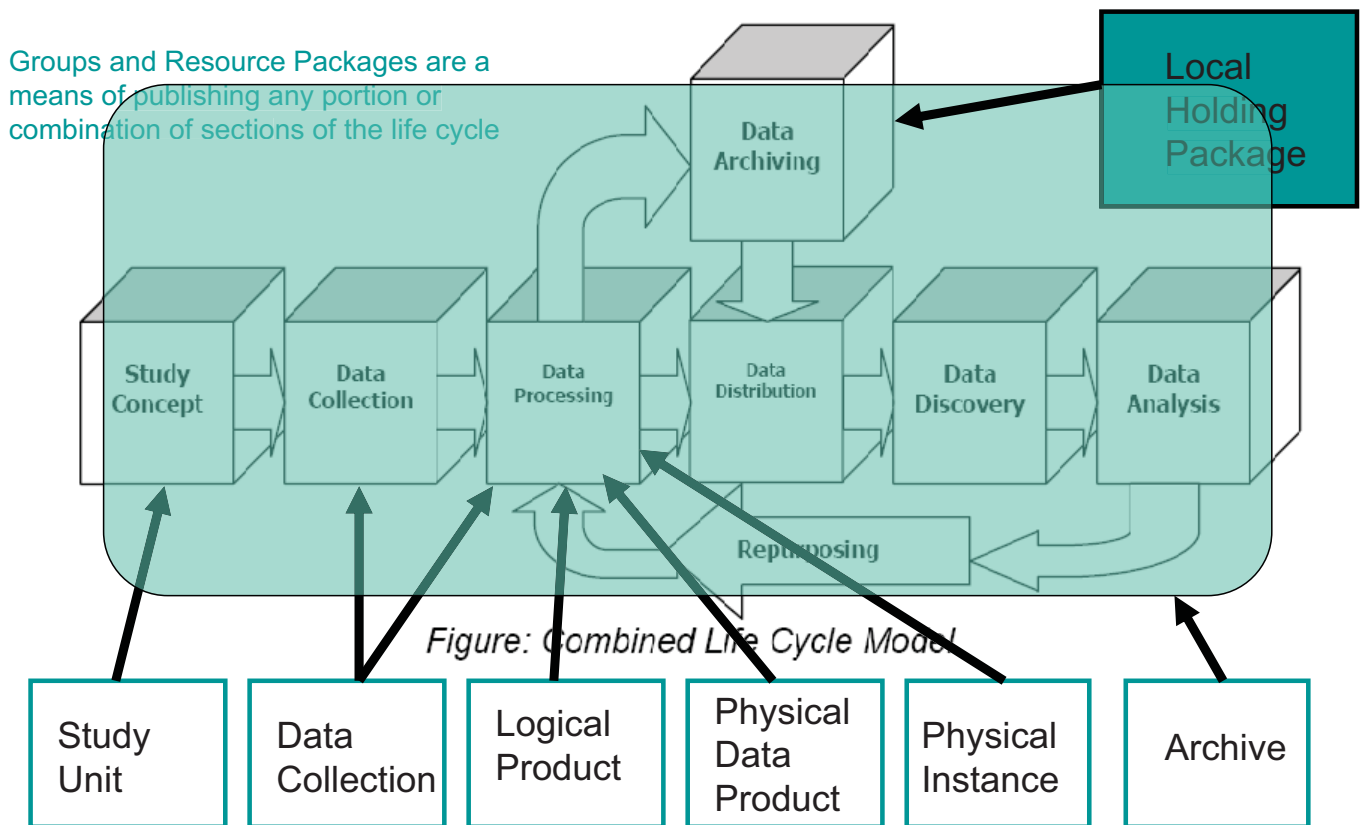 Groups and Resource Packages are a
means of publishing any portion or
combination of sections of the life cycle
Local
Holding
Package
Data
Archiving
Study
Concept
Data
Collection
Data
Processing
Data
Distribution
Data
Discovery
Data
Analysis
Repurposing
Figure: Combined Life Cycle Model
Study
Unit
Data
Collection
Logical
Product
Physical
Data
Product
Physical
Instance
Archive